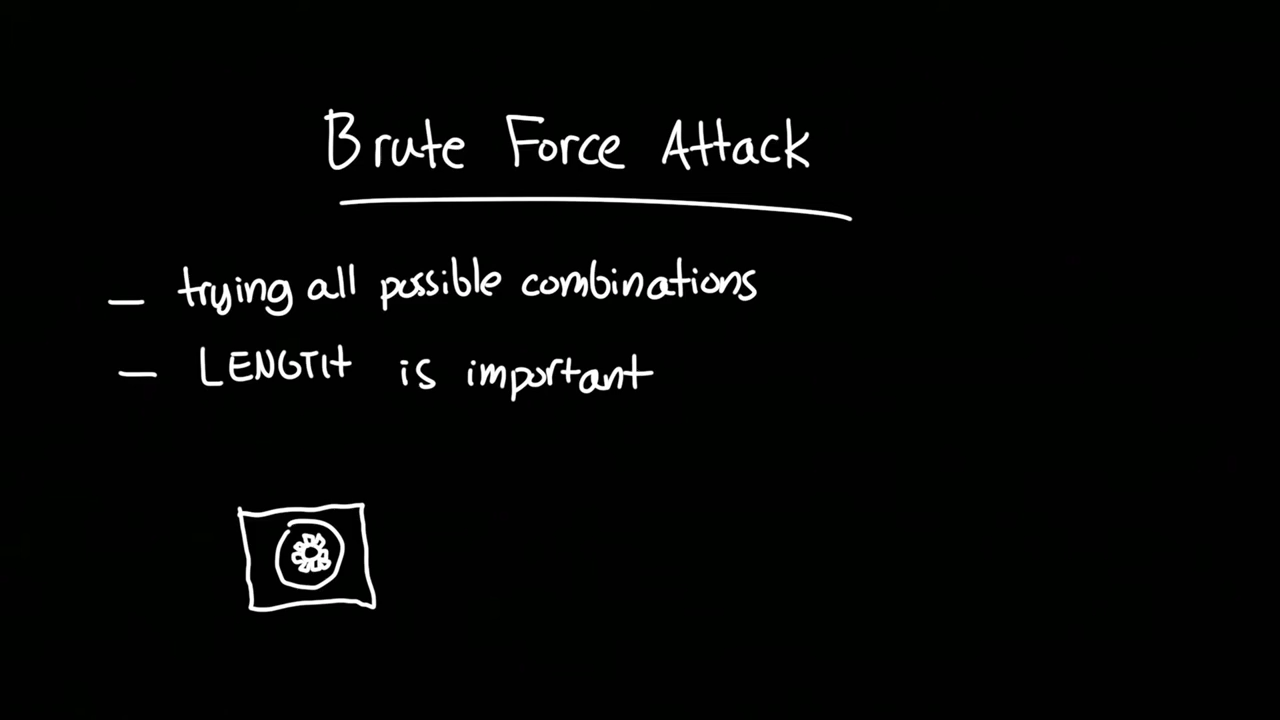 Brute Force Attack
- trying all possible combinations
- LENGTH is important